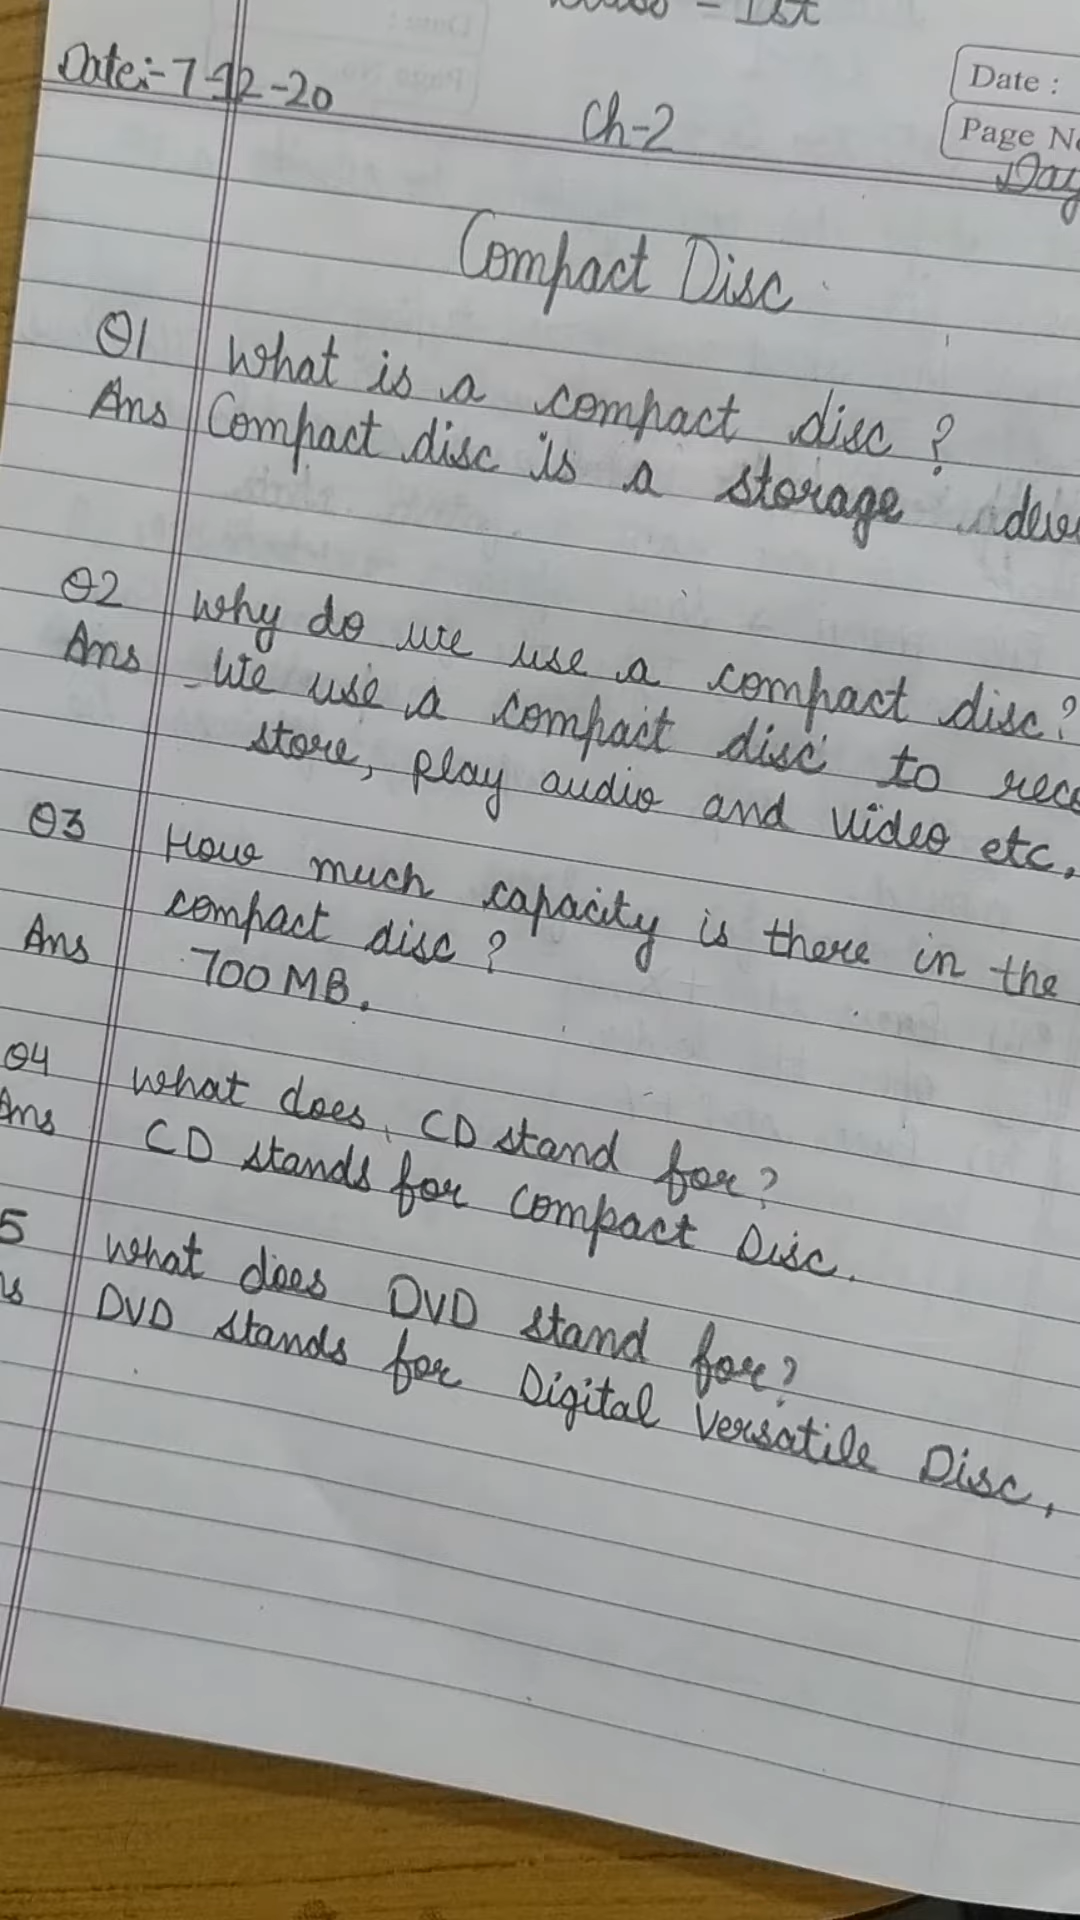 Class - Ist
Date:- 7-12-20
Ch-2
Date :
Page No
Day
Compact Disc
Q1 What is a compact disc ?
Ans Compact disc is a storage
Q2 Why do we use a compact disc?
Ans We use a compact disc to
store, play audio and video etc.
Q3 How much capacity is there in the
compact disc ?
Ans 700 MB.
Q4 What does CD stand for?
Ans CD stands for Compact Disc.
5 What does DVD stand for?
s DVD stands for Digital Versatile Disc.